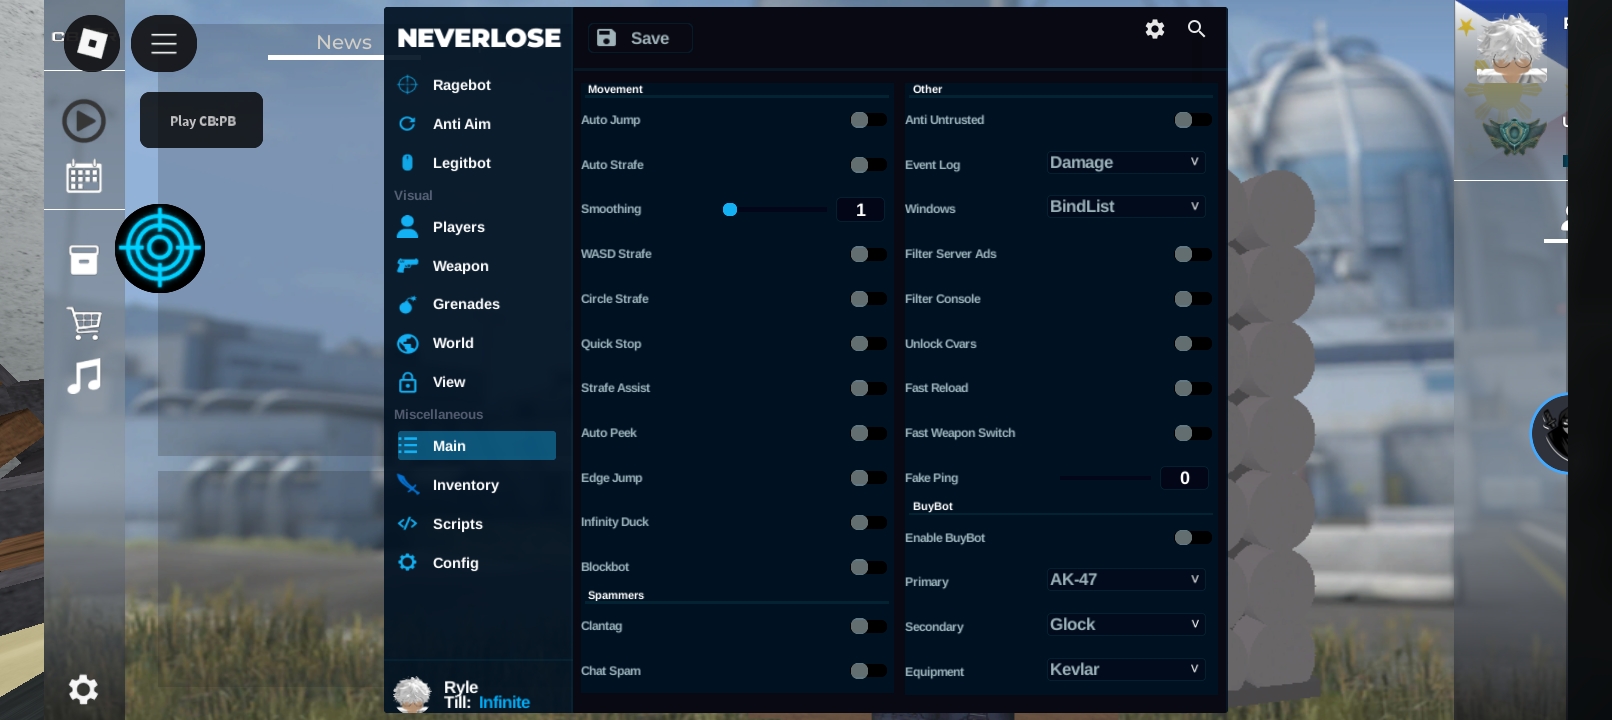 News
Play CB:PB
NEVERLOSE
Ragebot
Anti Aim
Legitbot
Visual
Players
Weapon
Grenades
World
View
Miscellaneous
Main
Inventory
Scripts
Config
Ryle
Till: Infinite
Save
Movement
Auto Jump
Auto Strafe
Smoothing 1
WASD Strafe
Circle Strafe
Quick Stop
Strafe Assist
Auto Peek
Edge Jump
Infinity Duck
Blockbot
Spammers
Clantag
Chat Spam
Other
Anti Untrusted
Event Log Damage
Windows BindList
Filter Server Ads
Filter Console
Unlock Cvars
Fast Reload
Fast Weapon Switch
Fake Ping 0
BuyBot
Enable BuyBot
Primary AK-47
Secondary Glock
Equipment Kevlar